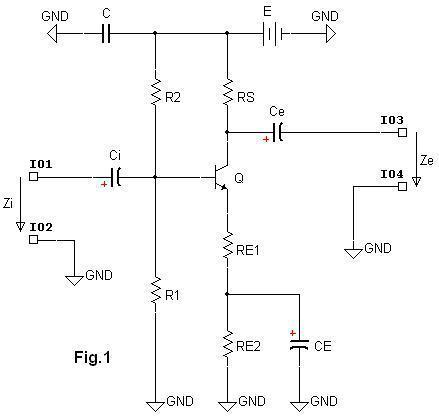 GND C E GND
R2 RS
Ce IO3
+
IO1 Ci Ze
+ Q IO4
Zi
IO2
GND RE1 GND
R1
+
RE2 CE
Fig.1
GND GND GND